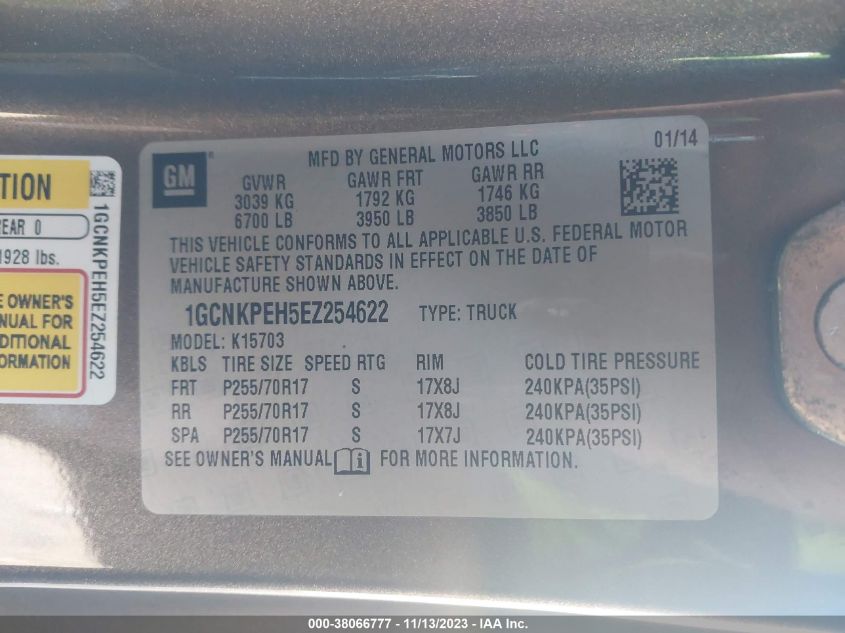 TION
REAR 0
1928 lbs.
E OWNER'S
NUAL FOR
DITIONAL
FORMATION
1GCNKPEH5EZ254622
GM
MFD BY GENERAL MOTORS LLC
01/14
GVWR GAWR FRT GAWR RR
3039 KG 1792 KG 1746 KG
6700 LB 3950 LB 3850 LB
THIS VEHICLE CONFORMS TO ALL APPLICABLE U.S. FEDERAL MOTOR
VEHICLE SAFETY STANDARDS IN EFFECT ON THE DATE OF
MANUFACTURE SHOWN ABOVE.
1GCNKPEH5EZ254622 TYPE: TRUCK
MODEL: K15703
KBLS TIRE SIZE SPEED RTG RIM COLD TIRE PRESSURE
FRT P255/70R17 S 17X8J 240KPA(35PSI)
RR P255/70R17 S 17X8J 240KPA(35PSI)
SPA P255/70R17 S 17X7J 240KPA(35PSI)
SEE OWNER'S MANUAL i FOR MORE INFORMATION.
000-38066777 - 11/13/2023 - IAA Inc.